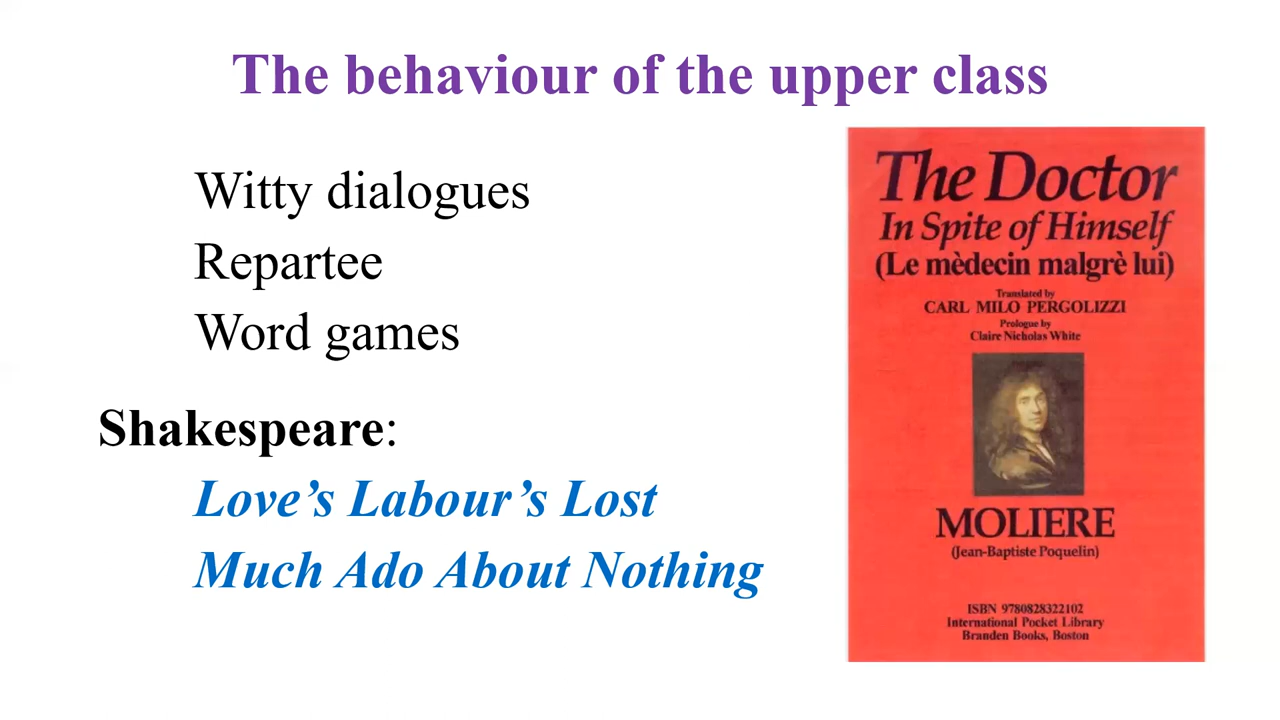 The behaviour of the upper class
Witty dialogues
Repartee
Word games
Shakespeare:
Love’s Labour’s Lost
Much Ado About Nothing
The Doctor
In Spite of Himself
(Le mèdecin malgrè lui)
Translated by
CARL MILO PERGOLIZZI
Prologue by
Claire Nicholas White
MOLIERE
(Jean-Baptiste Poquelin)
ISBN 9780828322102
International Pocket Library
Branden Books, Boston